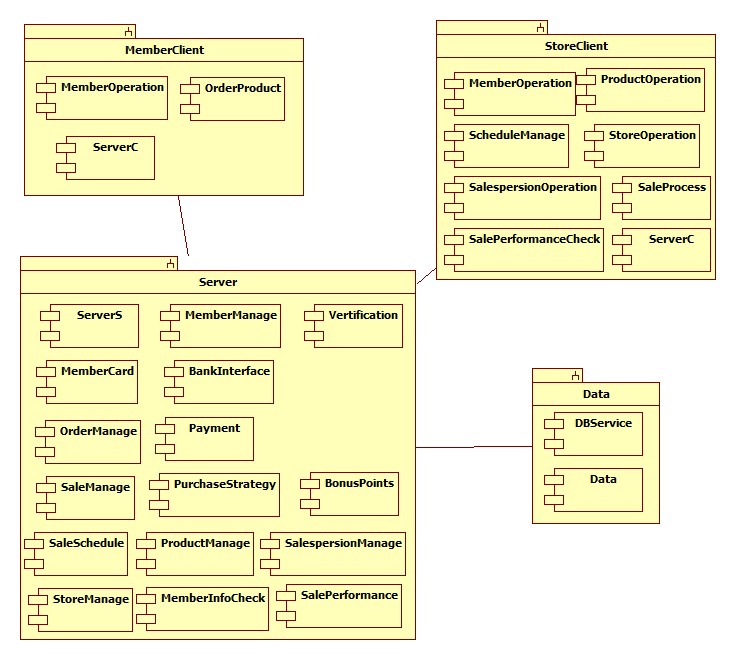 MemberClient
MemberOperation
OrderProduct
ServerC
StoreClient
MemberOperation
ProductOperation
ScheduleManage
StoreOperation
SalespersionOperation
SaleProcess
SalePerformanceCheck
ServerC
Server
ServerS
MemberManage
Vertification
MemberCard
BankInterface
OrderManage
Payment
SaleManage
PurchaseStrategy
BonusPoints
SaleSchedule
ProductManage
SalespersionManage
StoreManage
MemberInfoCheck
SalePerformance
Data
DBService
Data